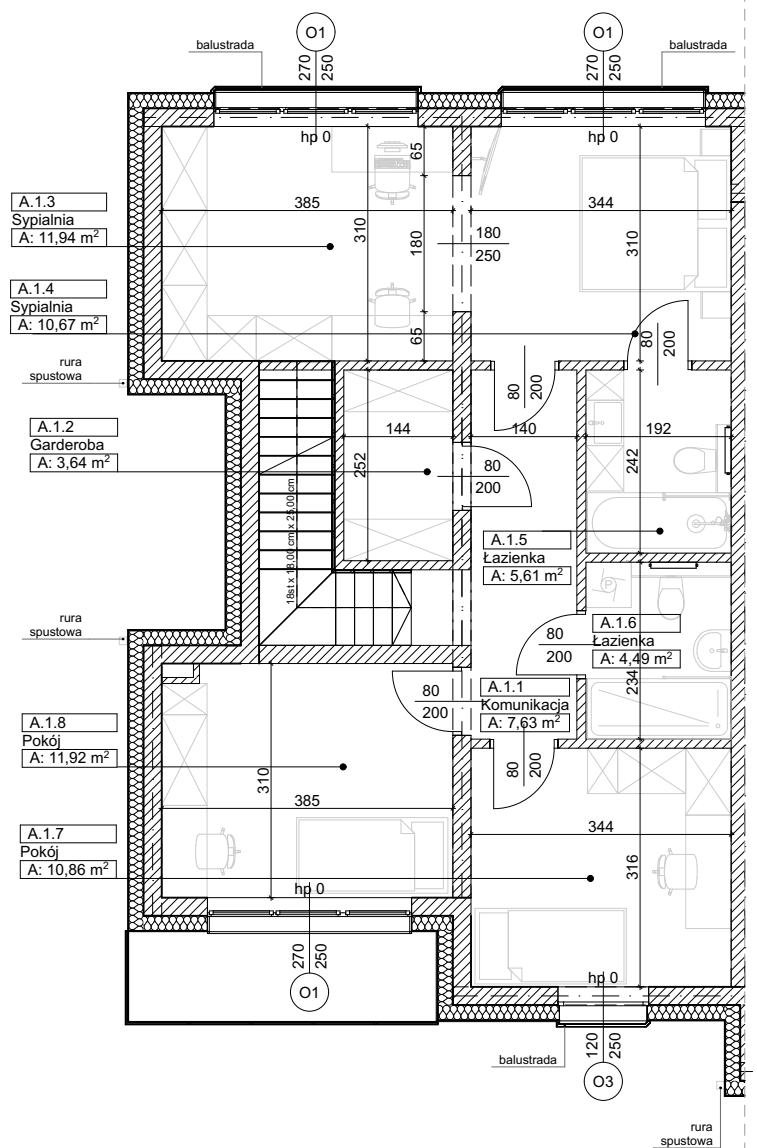 O1
O1
balustrada
balustrada
270
250
270
250
hp 0
hp 0
65
A.1.3
Sypialnia
A: 11,94 m²
385
344
310
180
180
250
310
A.1.4
Sypialnia
A: 10,67 m²
65
80
200
rura
spustowa
80
200
A.1.2
Garderoba
A: 3,64 m²
144
140
192
252
242
80
200
18st x 18,00 cm x 25,00 cm
A.1.5
Łazienka
A: 5,61 m²
P
rura
spustowa
A.1.6
Łazienka
A: 4,49 m²
80
200
234
80
200
A.1.1
Komunikacja
A: 7,63 m²
A.1.8
Pokój
A: 11,92 m²
80
200
310
385
344
A.1.7
Pokój
A: 10,86 m²
316
hp 0
270
250
hp 0
O1
120
250
balustrada
O3
rura
spustowa